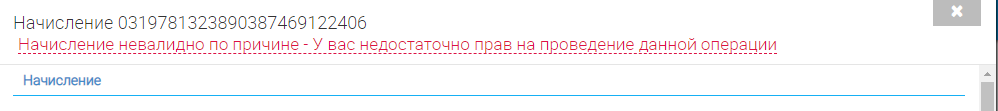 Начисление 0319781323890387469122406
Начисление невалидно по причине - У вас недостаточно прав на проведение данной операции
Начисление